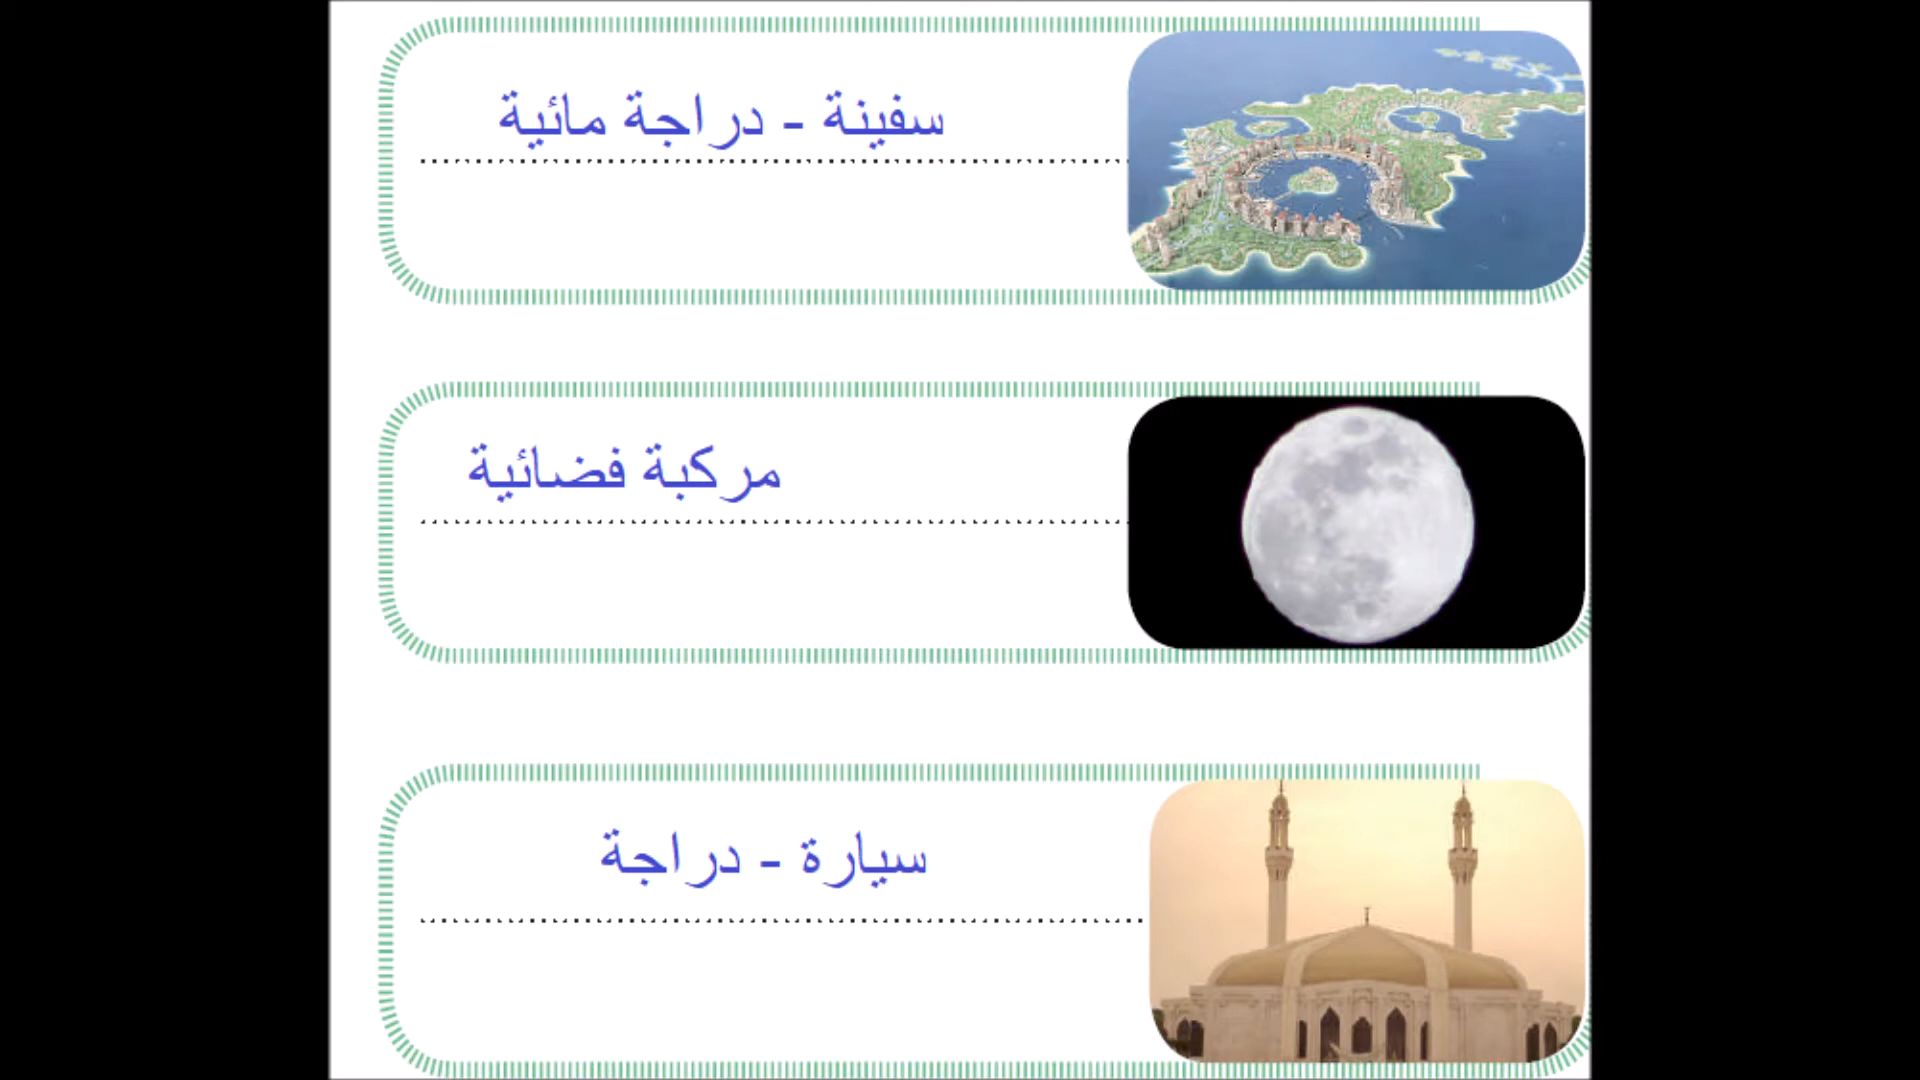 سفينة - دراجة مائية
مركبة فضائية
سيارة - دراجة